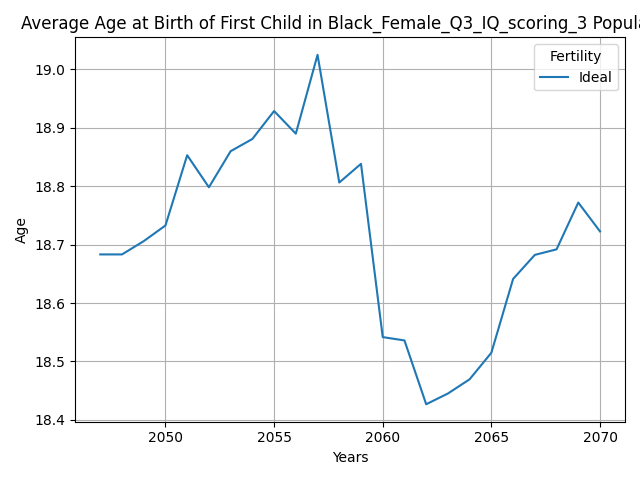 Average Age at Birth of First Child in Black_Female_Q3_IQ_scoring_3 Popula
Fertility
Ideal
Age
19.0
18.9
18.8
18.7
18.6
18.5
18.4
2050
2055
2060
2065
2070
Years